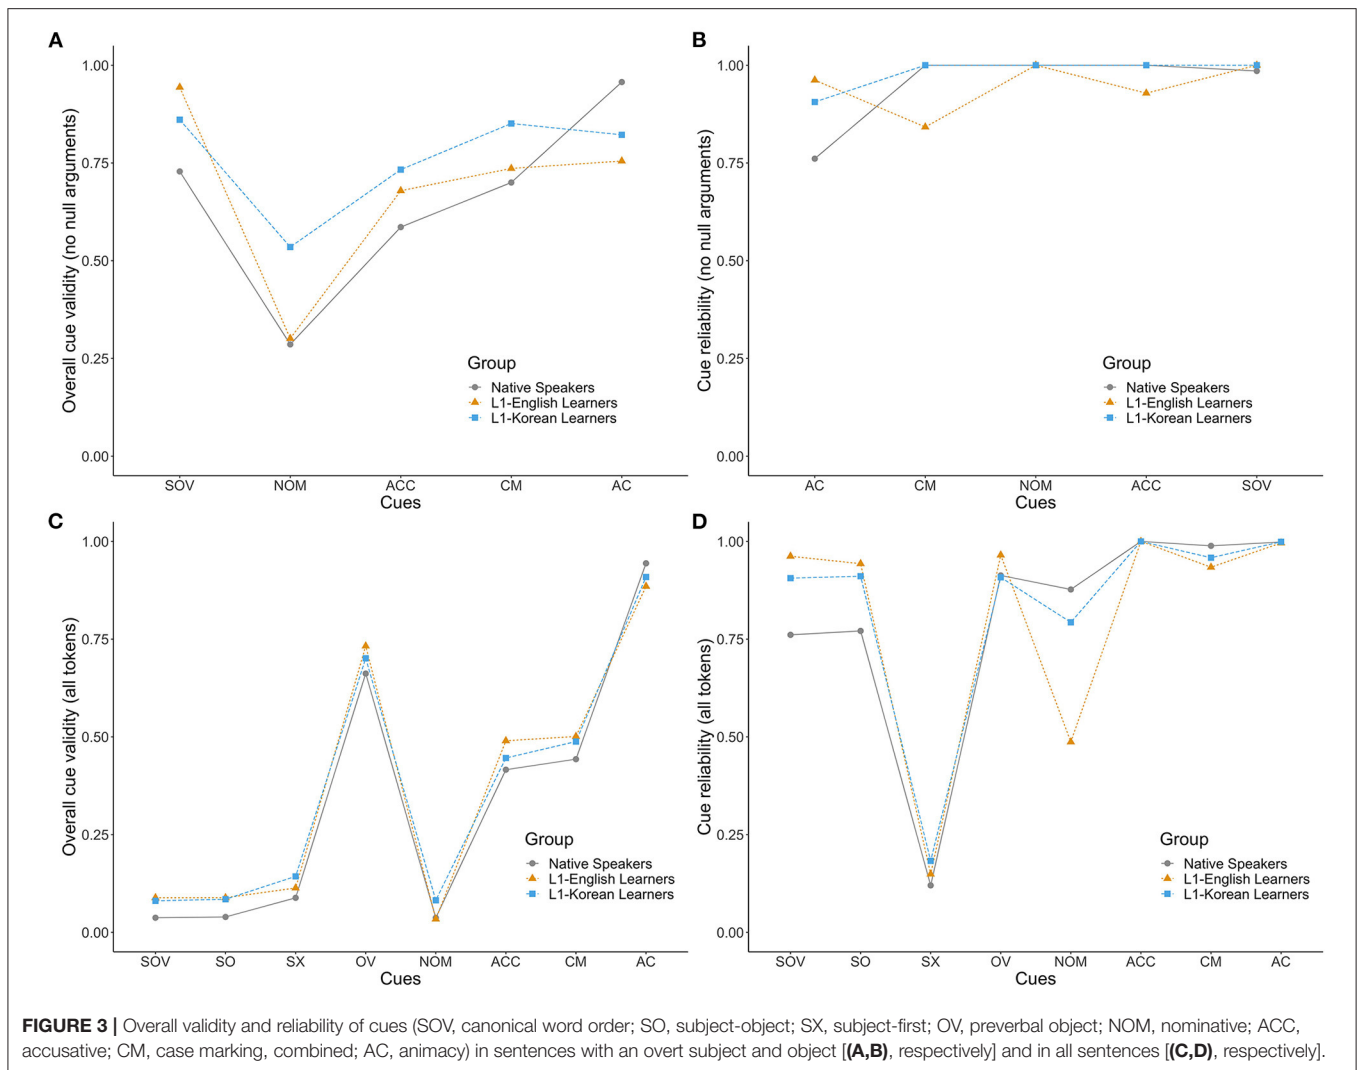 A
Overall cue validity (no null arguments)
1.00
0.75
0.50
0.25
0.00
Group
Native Speakers
L1-English Learners
L1-Korean Learners
SOV NOM ACC CM AC
Cues
B
Cue reliability (no null arguments)
1.00
0.75
0.50
0.25
0.00
Group
Native Speakers
L1-English Learners
L1-Korean Learners
AC CM NOM ACC SOV
Cues
C
Overall cue validity (all tokens)
1.00
0.75
0.50
0.25
0.00
Group
Native Speakers
L1-English Learners
L1-Korean Learners
SOV SO SX OV NOM ACC CM AC
Cues
D
Cue reliability (all tokens)
1.00
0.75
0.50
0.25
0.00
Group
Native Speakers
L1-English Learners
L1-Korean Learners
SOV SO SX OV NOM ACC CM AC
Cues
FIGURE 3 | Overall validity and reliability of cues (SOV, canonical word order; SO, subject-object; SX, subject-first; OV, preverbal object; NOM, nominative; ACC,
accusative; CM, case marking, combined; AC, animacy) in sentences with an overt subject and object [(A,B), respectively] and in all sentences [(C,D), respectively].